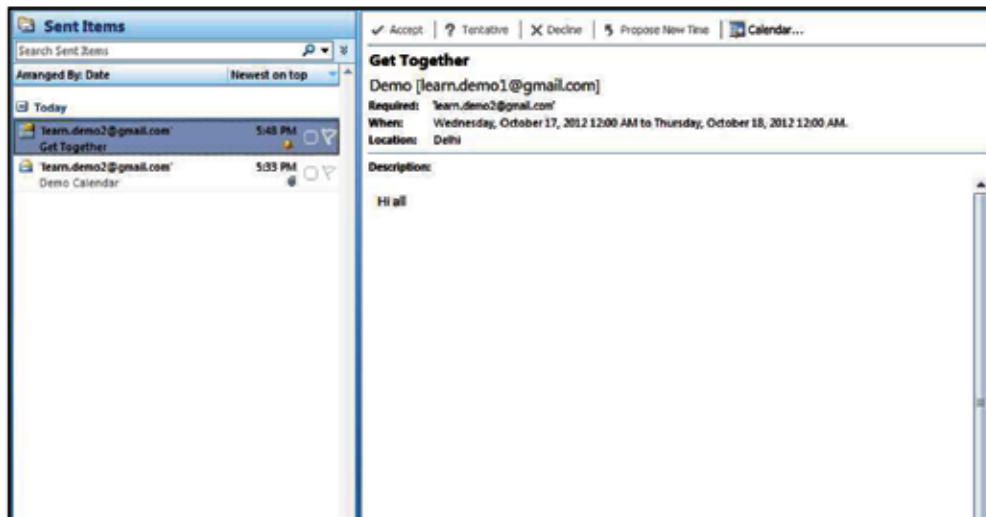 Sent Items
Search Sent Items
Arranged By: Date Newest on top
Today
'learn.demo2@gmail.com' 5:48 PM
Get Together
'learn.demo2@gmail.com' 5:33 PM
Demo Calendar
Accept ? Tentative Decline Propose New Time Calendar...
Get Together
Demo [learn.demo1@gmail.com]
Required: 'learn.demo2@gmail.com'
When: Wednesday, October 17, 2012 12:00 AM to Thursday, October 18, 2012 12:00 AM.
Location: Delhi
Description:
Hi all